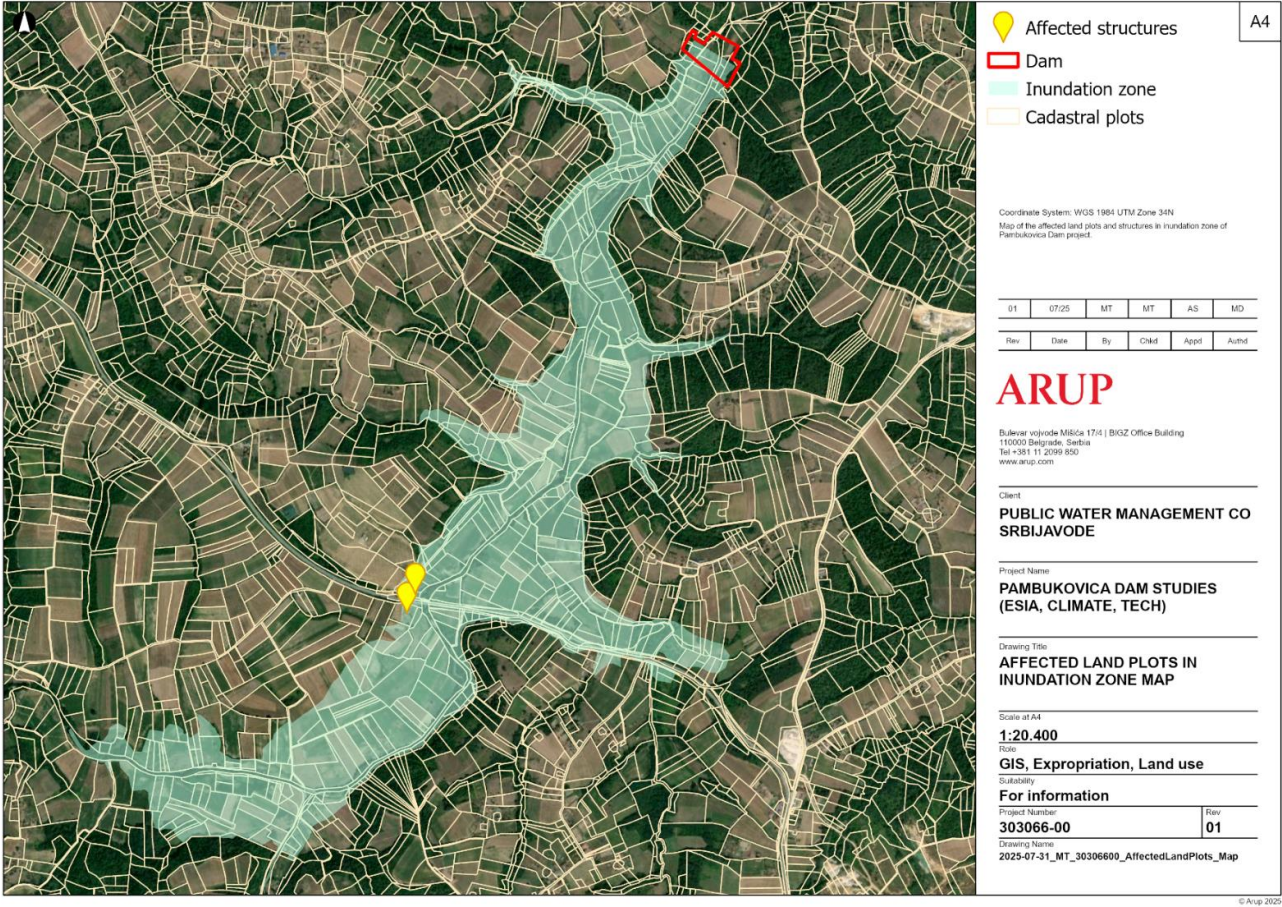 A4
Affected structures
Dam
Inundation zone
Cadastral plots
Coordinate System: WGS 1984 UTM Zone 34N
Map of the affected land plots and structures in inundation zone of
Pambukovica Dam project.
01 07/25 MT MT AS MD
Rev Date By Chkd Appd Authd
ARUP
Bulevar vojvode Mišića 17/4 | BIGZ Office Building
110000 Belgrade, Serbia
Tel +381 11 2099 850
www.arup.com
Client
PUBLIC WATER MANAGEMENT CO
SRBIJAVODE
Project Name
PAMBUKOVICA DAM STUDIES
(ESIA, CLIMATE, TECH)
Drawing Title
AFFECTED LAND PLOTS IN
INUNDATION ZONE MAP
Scale at A4
1:20.400
Role
GIS, Expropriation, Land use
Suitability
For information
Project Number Rev
303066-00 01
Drawing Name
2025-07-31_MT_30306600_AffectedLandPlots_Map
© Arup 2025